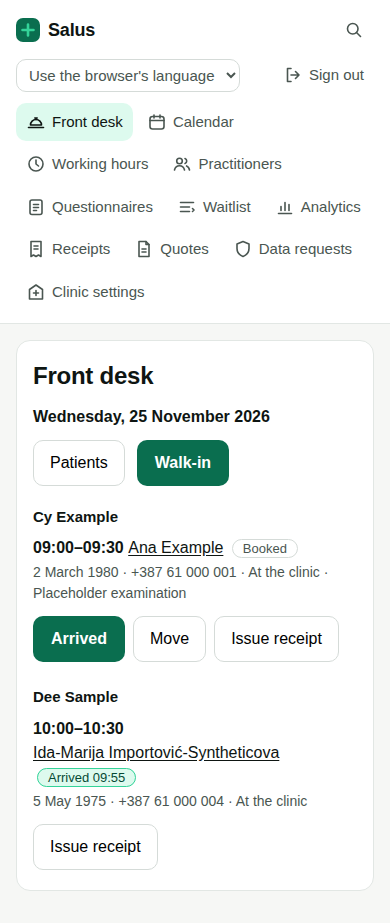 Salus
Use the browser's language
Sign out
Front desk
Calendar
Working hours
Practitioners
Questionnaires
Waitlist
Analytics
Receipts
Quotes
Data requests
Clinic settings
Front desk
Wednesday, 25 November 2026
Patients
Walk-in
Cy Example
09:00–09:30 Ana Example Booked
2 March 1980 · +387 61 000 001 · At the clinic ·
Placeholder examination
Arrived
Move
Issue receipt
Dee Sample
10:00–10:30
Ida-Marija Importović-Syntheticova
Arrived 09:55
5 May 1975 · +387 61 000 004 · At the clinic
Issue receipt